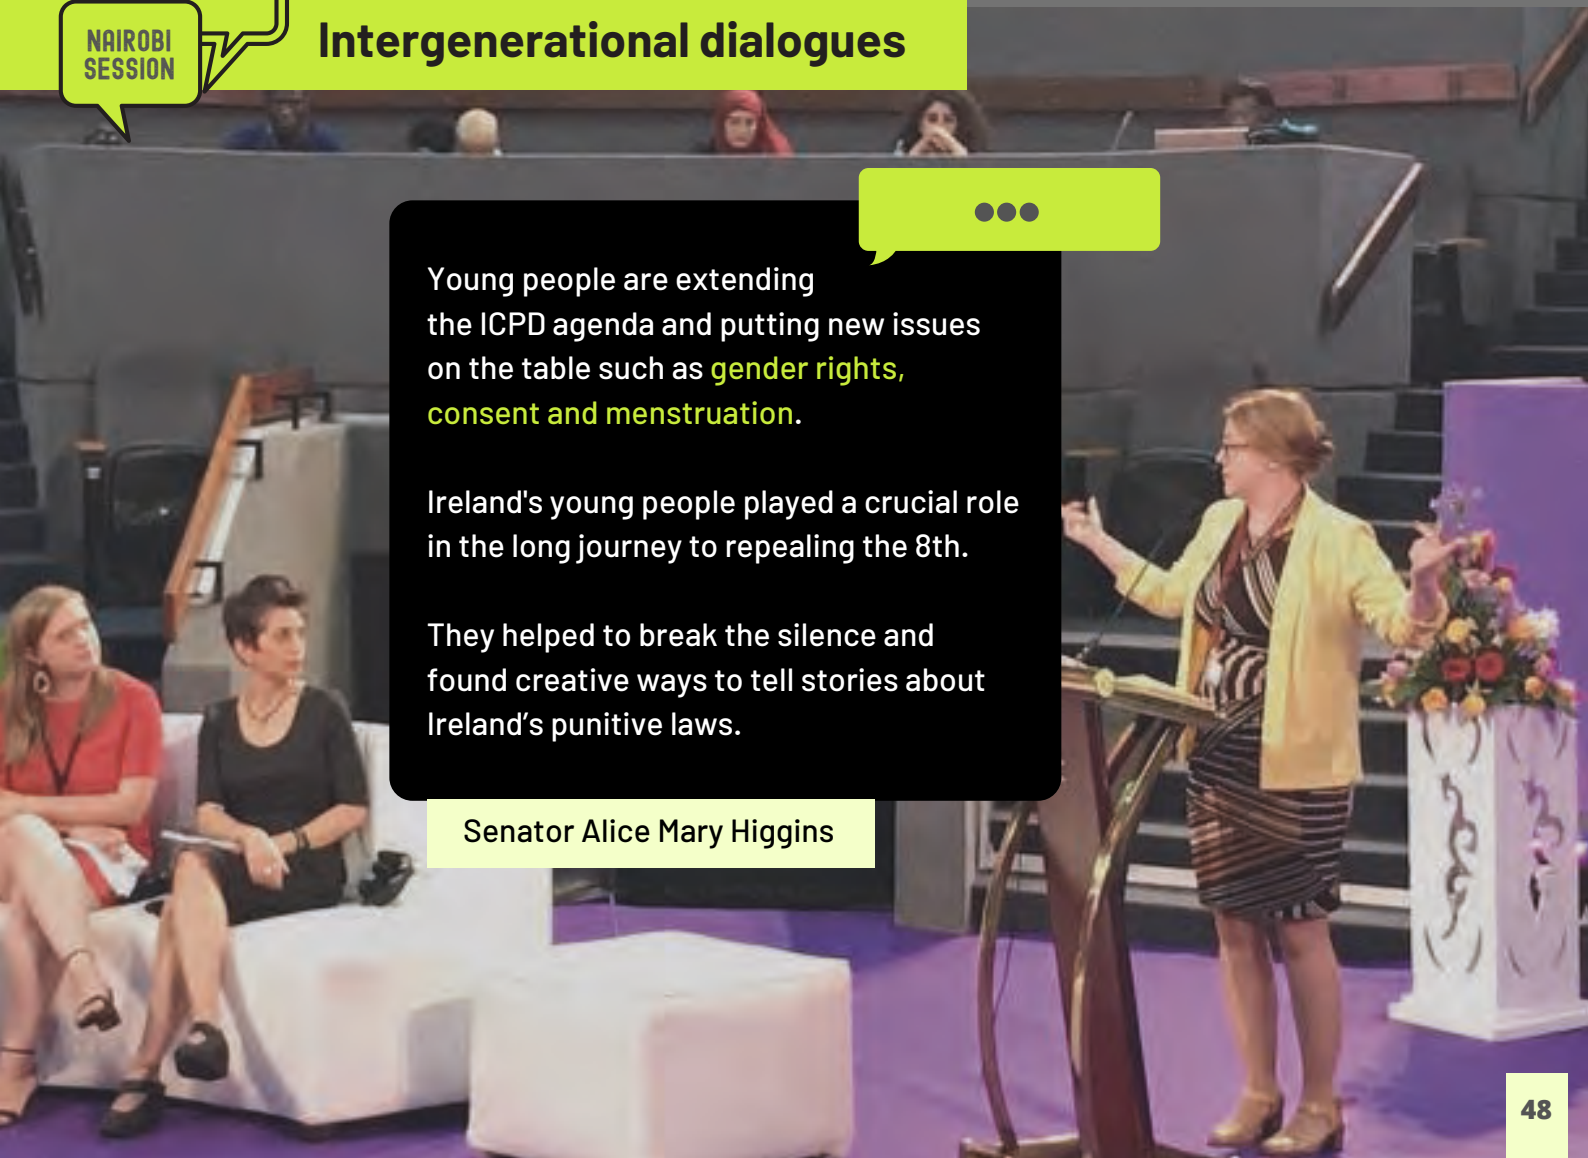 NAIROBI
SESSION
Intergenerational dialogues
Young people are extending
the ICPD agenda and putting new issues
on the table such as gender rights,
consent and menstruation.
Ireland's young people played a crucial role
in the long journey to repealing the 8th.
They helped to break the silence and
found creative ways to tell stories about
Ireland’s punitive laws.
Senator Alice Mary Higgins
48